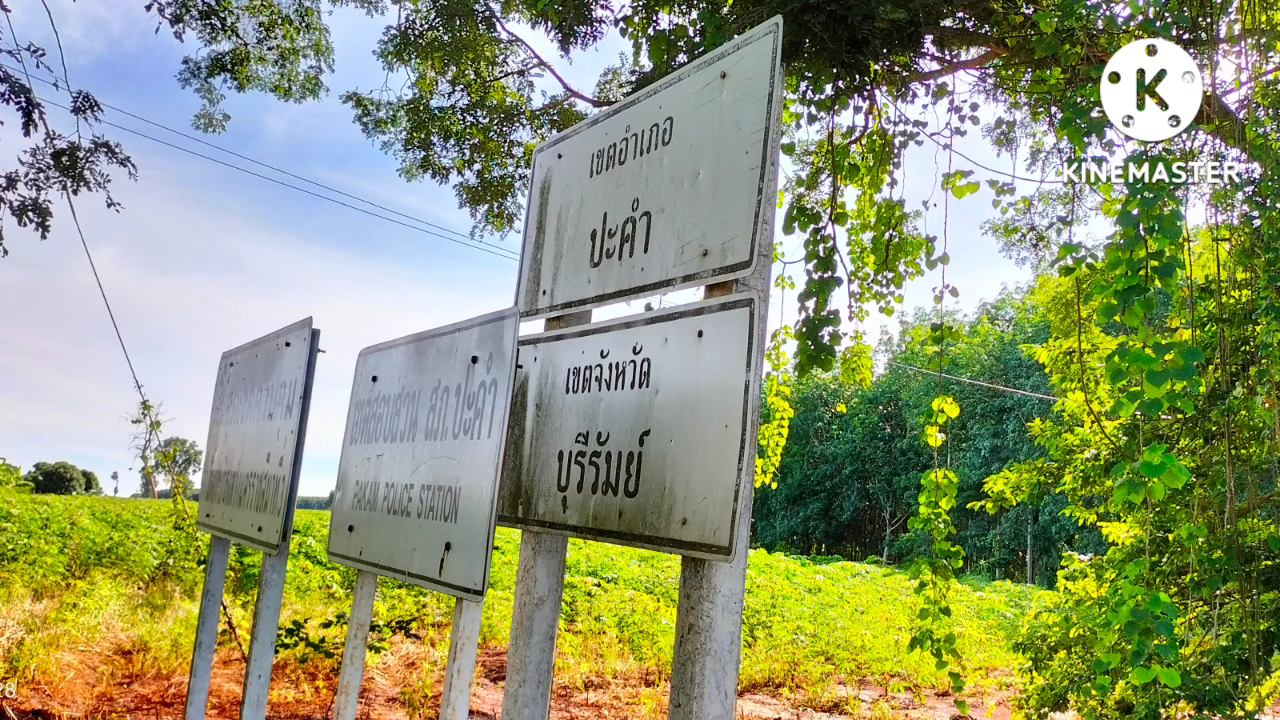 เขตอำเภอ
ปะคำ
เขตจังหวัด
บุรีรัมย์
เขตสอบสวน สภ.ปะคำ
PAKAM POLICE STATION
K
KINEMASTER
28